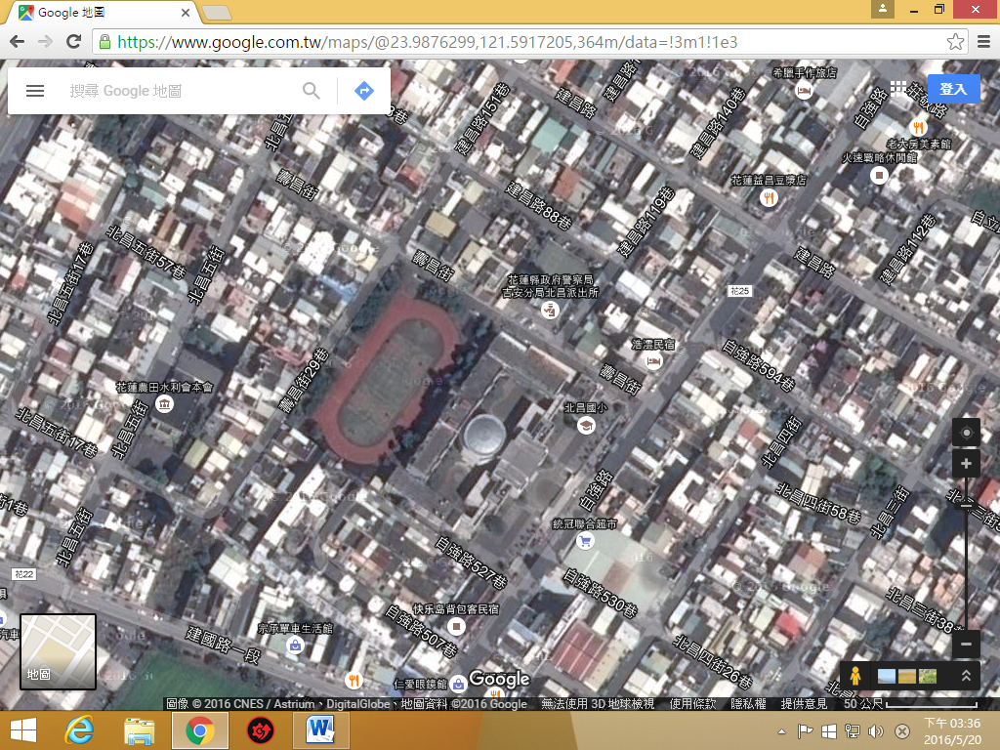 Google 地圖
https://www.google.com.tw/maps/@23.9876299,121.5917205,364m/data=!3m1!1e3
搜尋 Google 地圖
登入
希臘手作旅店
建昌路151巷
建昌路
建昌路140巷
自強路
莊敬路
老大房美素館
火速戰略休閒館
花蓮益昌豆漿店
壽昌街
建昌路88巷
建昌路119巷
建昌路112巷
北昌五街17巷
北昌五街57巷
北昌五街
壽昌街
花蓮縣政府警察局
吉安分局北昌派出所
建昌路
花25
浩澐民宿
自強路594巷
壽昌街29巷
壽昌街
花蓮農田水利會本會
北昌五街
北昌五街17巷
北昌國小
北昌四街
自強路
北昌四街58巷
北昌三街
北昌五街
統冠聯合超市
自強路527巷
自強路530巷
花22
北昌三街38
快乐岛背包客民宿
自強路507巷
宗承單車生活館
建國路一段
北昌四街26巷
仁愛眼鏡館
地圖
Google
圖像 © 2016 CNES / Astrium、DigitalGlobe、地圖資料 ©2016 Google
無法使用 3D 地球檢視
使用條款
隱私權
提供意見
50 公尺
下午 03:36
2016/5/20